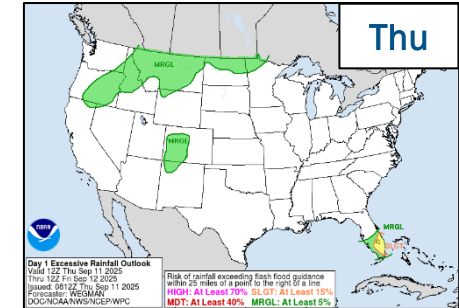 Thu
MRGL
MRGL
MRGL
SLGT
NOAA
Day 1 Excessive Rainfall Outlook
Valid 12Z Thu Sep 11 2025
Thru 12Z Fri Sep 12 2025
Issued: 0812Z Thu Sep 11 2025
Forecaster: WEGMAN
DOC/NOAA/NWS/NCEP/WPC
Risk of rainfall exceeding flash flood guidance
within 25 miles of a point to the right of a line
HIGH: At Least 70% SLGT: At Least 15%
MDT: At Least 40% MRGL: At Least 5%